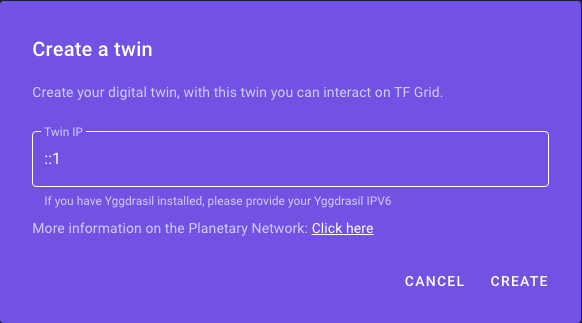 Create a twin
Create your digital twin, with this twin you can interact on TF Grid.
Twin IP
::1
If you have Yggdrasil installed, please provide your Yggdrasil IPV6
More information on the Planetary Network: Click here
CANCEL CREATE